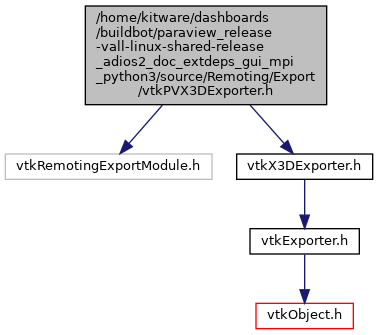 /home/kitware/dashboards
/buildbot/paraview_release
-vall-linux-shared-release
_adios2_doc_extdeps_gui_mpi
_python3/source/Remoting/Export
/vtkPVX3DExporter.h
vtkRemotingExportModule.h
vtkX3DExporter.h
vtkExporter.h
vtkObject.h